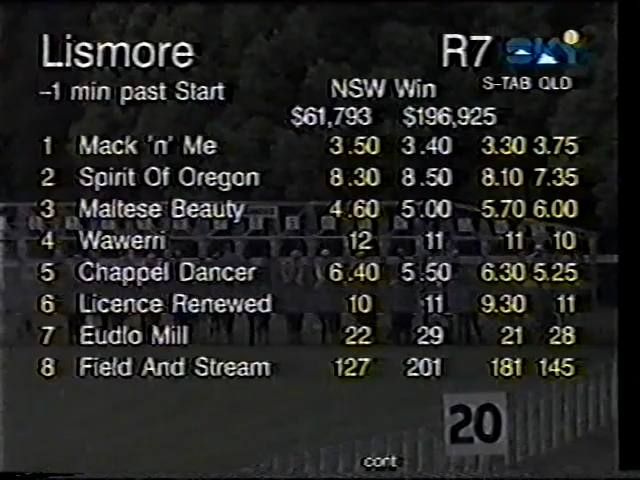 Lismore R7 SKY 1
-1 min past Start NSW Win S-TAB QLD
$61,793 $196,925
1 Mack 'n' Me 3.50 3.40 3.30 3.75
2 Spirit Of Oregon 8.30 8.50 8.10 7.35
3 Maltese Beauty 4.60 5.00 5.70 6.00
4 Wawerri 12 11 11 10
5 Chappel Dancer 6.40 5.50 6.30 5.25
6 Licence Renewed 10 11 9.30 11
7 Eudlo Mill 22 29 21 28
8 Field And Stream 127 201 181 145
20
cont